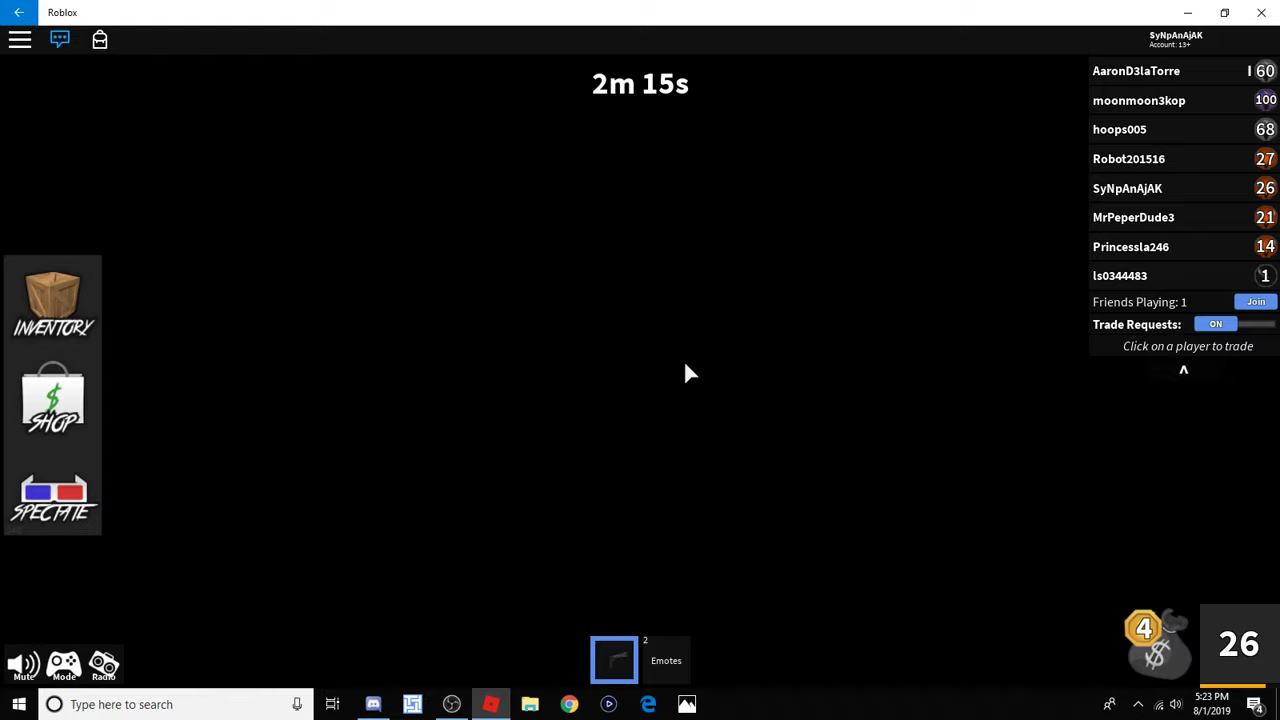 Roblox
SyNpAnAjAK
Account: 13+
2m 15s
AaronD3laTorre I 60
moonmoon3kop 100
hoops005 68
Robot201516 27
SyNpAnAjAK 26
MrPeperDude3 21
Princessla246 14
ls0344483 1
Friends Playing: 1 Join
Trade Requests: ON
Click on a player to trade
^
INVENTORY
$
SHOP
SPECTATE
Mute Mode Radio
2
Emotes
4
$
26
Type here to search
5:23 PM
8/1/2019
4